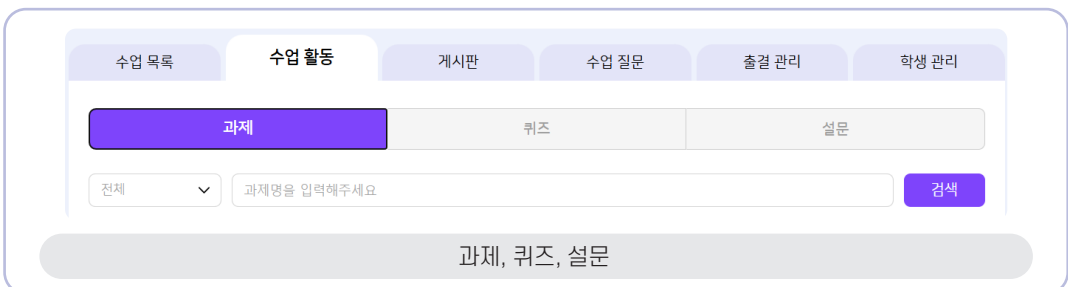 수업 목록 수업 활동 게시판 수업 질문 출결 관리 학생 관리
과제 퀴즈 설문
전체 과제명을 입력해주세요 검색
과제, 퀴즈, 설문